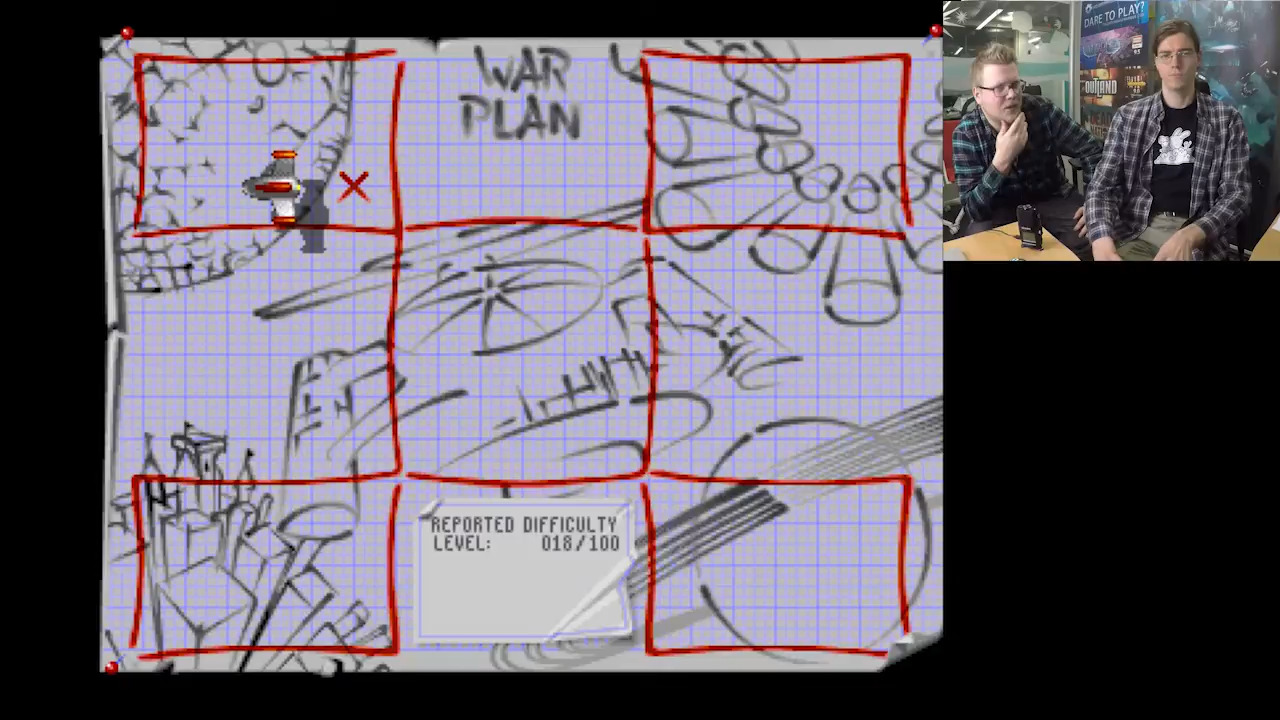 WAR
PLAN
REPORTED DIFFICULTY
LEVEL: 018/100
DARE TO PLAY?
OUTLAND